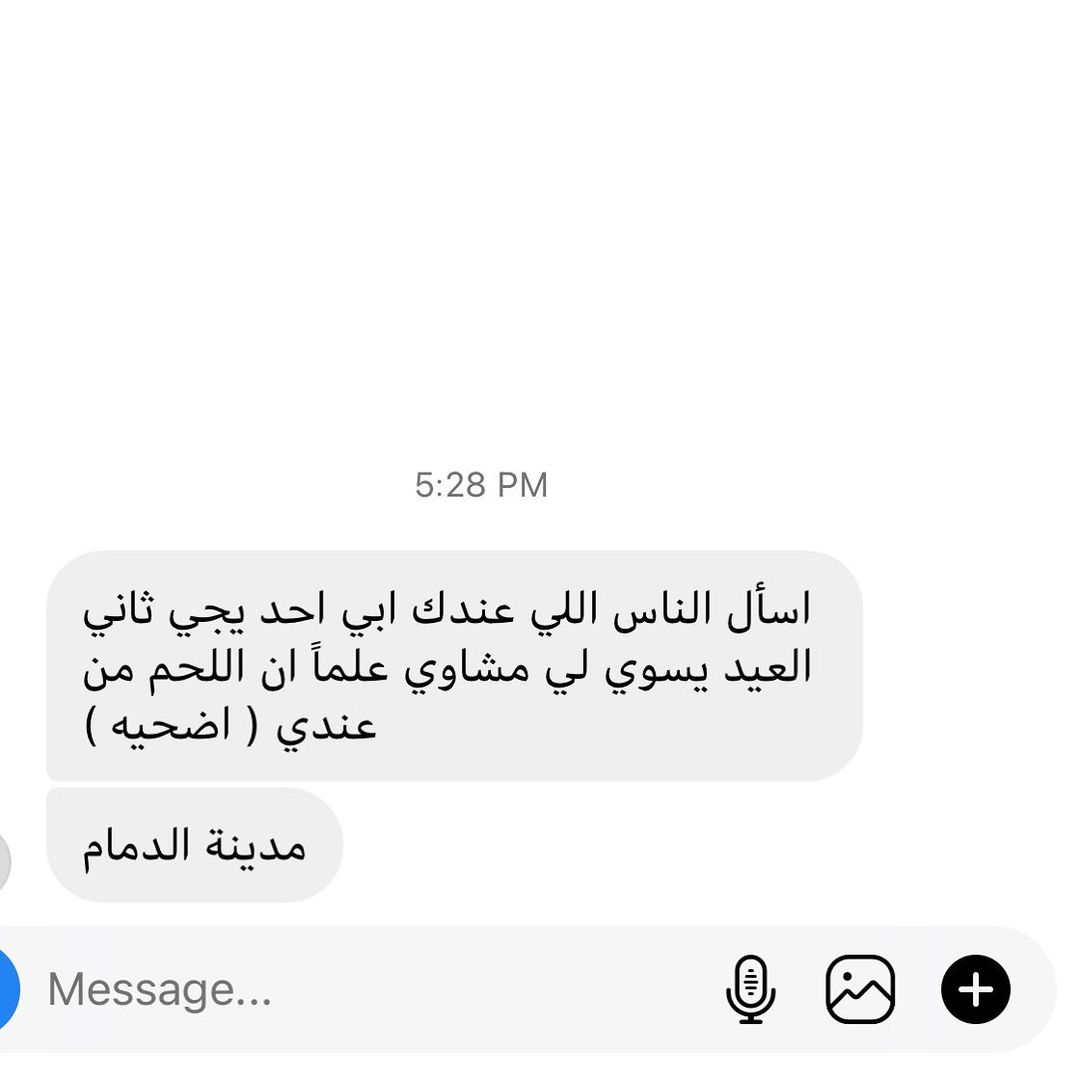 5:28 PM
اسأل الناس اللي عندك ابي احد يجي ثاني
العيد يسوي لي مشاوي علماً ان اللحم من
عندي ( اضحيه )
مدينة الدمام
Message...